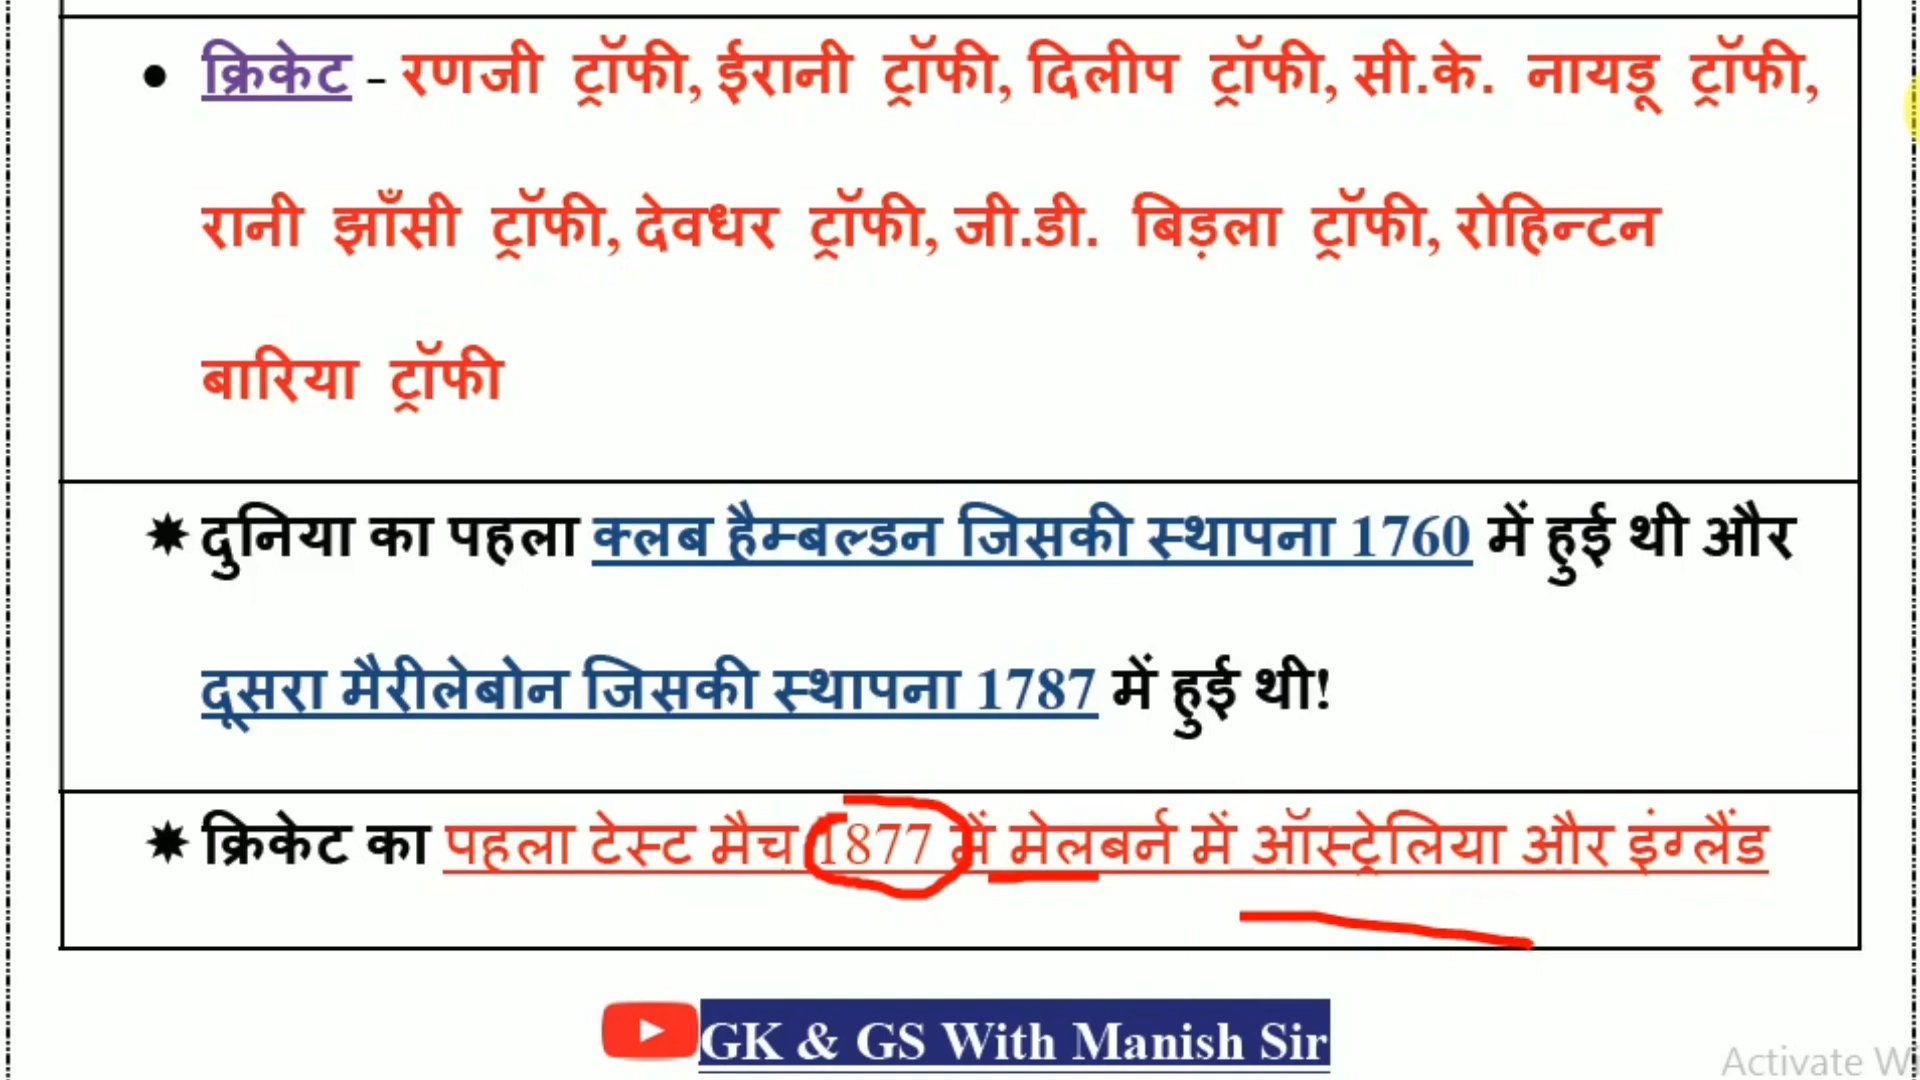 • क्रिकेट - रणजी ट्रॉफी, ईरानी ट्रॉफी, दिलीप ट्रॉफी, सी.के. नायडू ट्रॉफी,
रानी झाँसी ट्रॉफी, देवधर ट्रॉफी, जी.डी. बिड़ला ट्रॉफी, रोहिन्टन
बारिया ट्रॉफी
✷ दुनिया का पहला क्लब हैम्बल्डन जिसकी स्थापना 1760 में हुई थी और
दूसरा मैरीलेबोन जिसकी स्थापना 1787 में हुई थी!
✷ क्रिकेट का पहला टेस्ट मैच 1877 में मेलबर्न में ऑस्ट्रेलिया और इंग्लैंड
GK & GS With Manish Sir
Activate